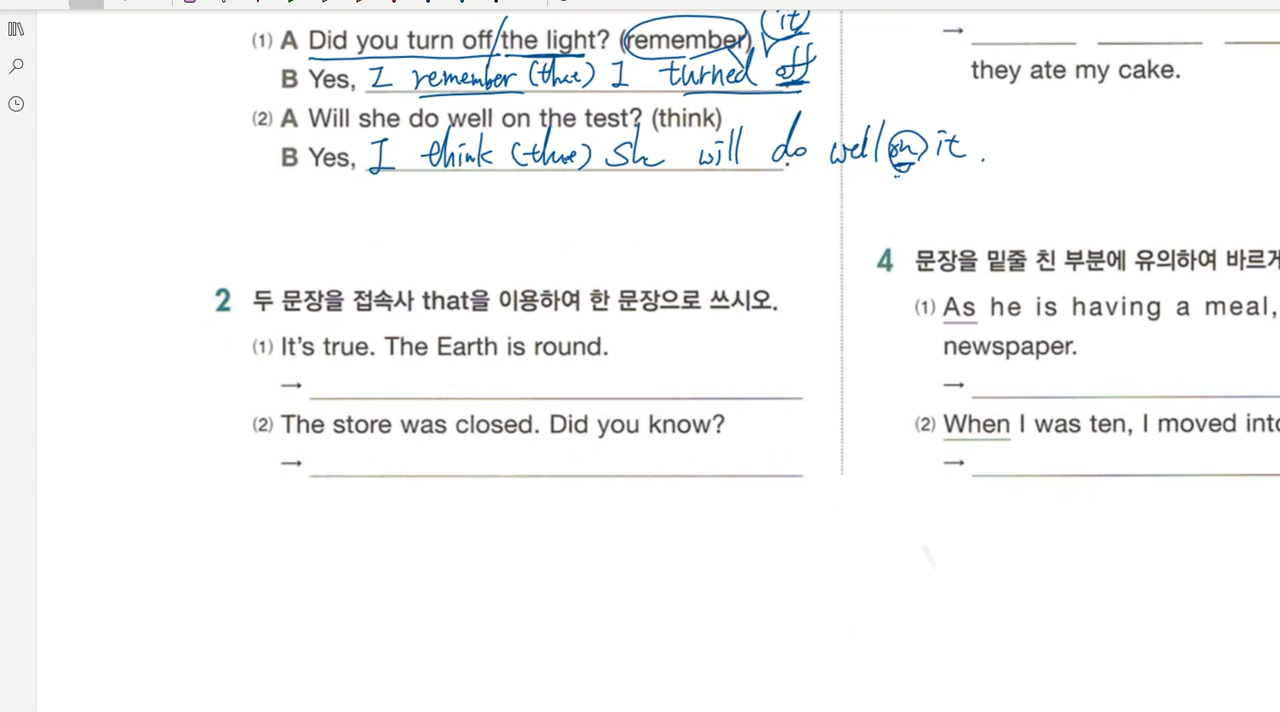 (1) A Did you turn off the light? (remember) (it)
B Yes, I remember (that) I turned off
(2) A Will she do well on the test? (think)
B Yes, I think (that) she will do well (on) it.
2 두 문장을 접속사 that을 이용하여 한 문장으로 쓰시오.
(1) It's true. The Earth is round.
→
(2) The store was closed. Did you know?
→
→
they ate my cake.
4 문장을 밑줄 친 부분에 유의하여 바르게
(1) As he is having a meal,
newspaper.
→
(2) When I was ten, I moved into
→